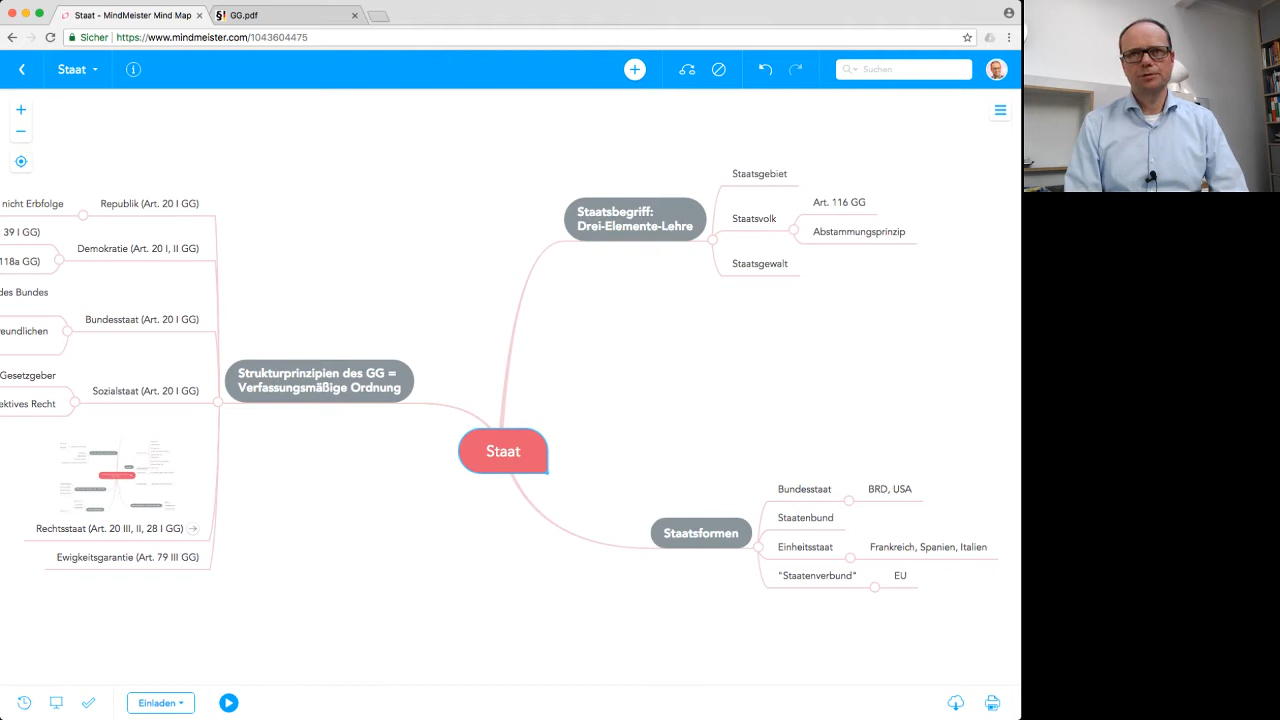 Staat - MindMeister Mind Map
GG.pdf
Sicher
https://www.mindmeister.com/1043604475
Staat
Suchen
nicht Erbfolge
Republik (Art. 20 I GG)
39 I GG)
118a GG)
Demokratie (Art. 20 I, II GG)
des Bundes
reundlichen
Bundesstaat (Art. 20 I GG)
Gesetzgeber
ektives Recht
Sozialstaat (Art. 20 I GG)
Rechtsstaat (Art. 20 III, II, 28 I GG)
Ewigkeitsgarantie (Art. 79 III GG)
Strukturprinzipien des GG =
Verfassungsmäßige Ordnung
Staat
Staatsbegriff:
Drei-Elemente-Lehre
Staatsgebiet
Staatsvolk
Art. 116 GG
Abstammungsprinzip
Staatsgewalt
Staatsformen
Bundesstaat
BRD, USA
Staatenbund
Einheitsstaat
Frankreich, Spanien, Italien
"Staatenverbund"
EU
Einladen